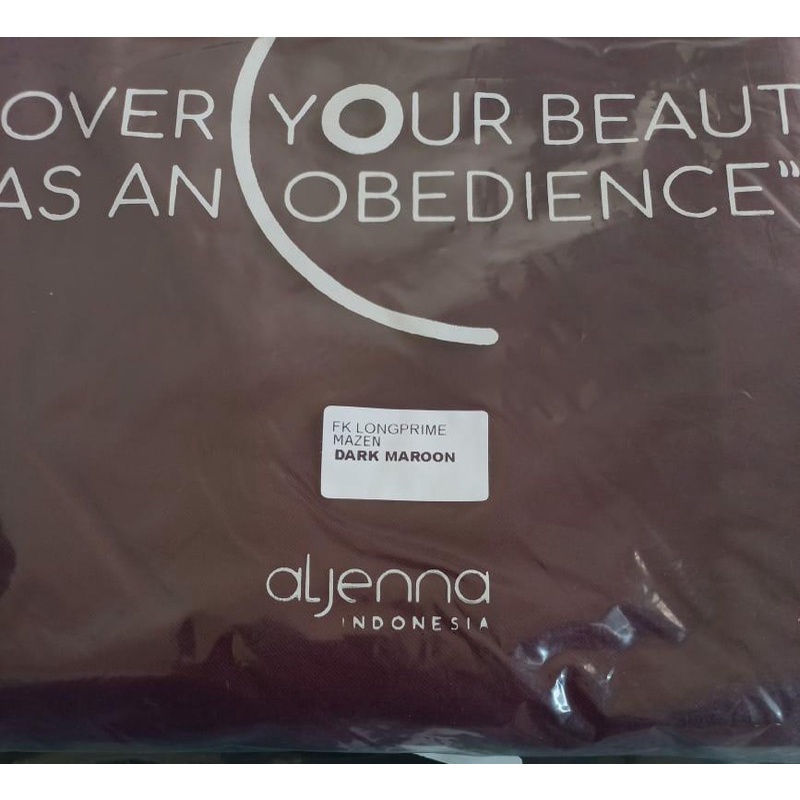 OVER YOUR BEAUT
AS AN OBEDIENCE"
FK LONGPRIME
MAZEN
DARK MAROON
aljenna
INDONESIA